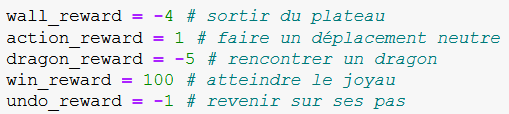 wall_reward = -4 # sortir du plateau
action_reward = 1 # faire un déplacement neutre
dragon_reward = -5 # rencontrer un dragon
win_reward = 100 # atteindre le joyau
undo_reward = -1 # revenir sur ses pas